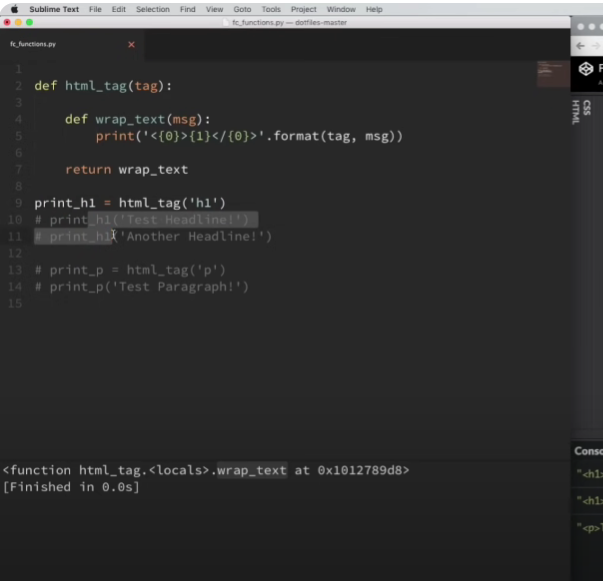 Sublime Text File Edit Selection Find View Goto Tools Project Window Help
fc_functions.py — dotfiles-master
fc_functions.py ×
1
2 def html_tag(tag):
3
4 def wrap_text(msg):
5 print('<{0}>{1}</{0}>'.format(tag, msg))
6
7 return wrap_text
8
9 print_h1 = html_tag('h1')
10 # print_h1('Test Headline!')
11 # print_h1('Another Headline!')
12
13 # print_p = html_tag('p')
14 # print_p('Test Paragraph!')
15
<function html_tag.<locals>.wrap_text at 0x1012789d8>
[Finished in 0.0s]
F
CSS
HTML
Conso
"<h1>
"<h1>
"<p>